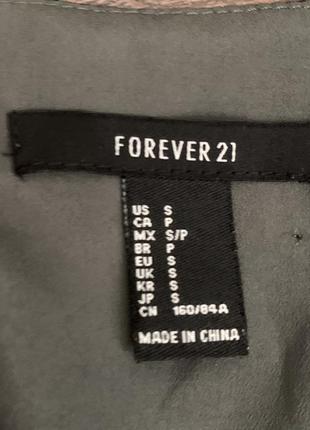 FOREVER 21
US S
CA P
MX S/P
BR P
EU S
UK S
KR S
JP S
CN 160/84A
MADE IN CHINA